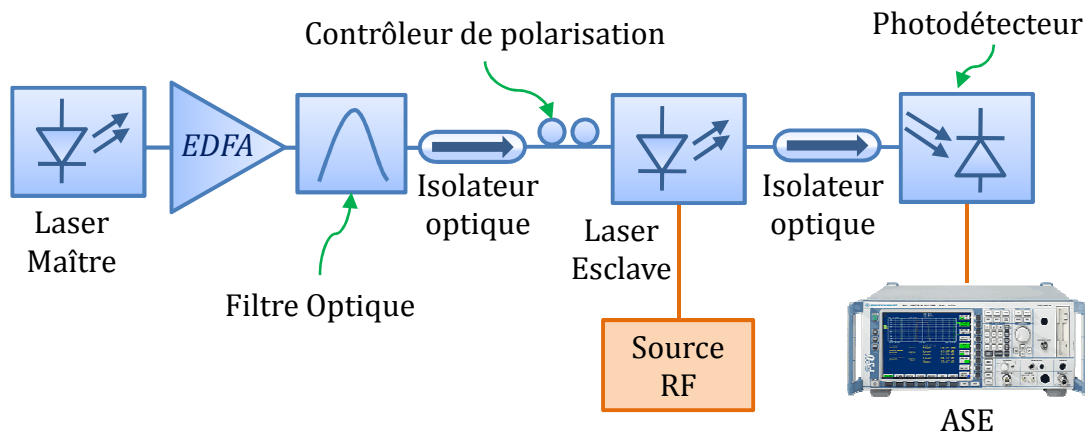 Contrôleur de polarisation
Photodétecteur
EDFA
Isolateur
optique
Isolateur
optique
Laser
Maître
Laser
Esclave
Filtre Optique
Source
RF
ASE